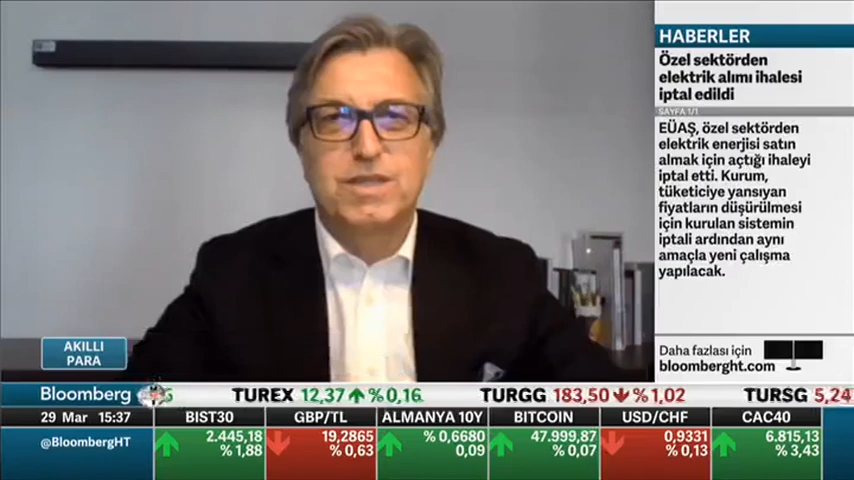 HABERLER
Özel sektörden
elektrik alımı ihalesi
iptal edildi
SAYFA 1/1
EÜAŞ, özel sektörden
elektrik enerjisi satın
almak için açtığı ihaleyi
iptal etti. Kurum,
tüketiciye yansıyan
fiyatların düşürülmesi
için kurulan sistemin
iptali ardından aynı
amaçla yeni çalışma
yapılacak.
Daha fazlası için
bloomberght.com
AKILLI
PARA
Bloomberg
TUREX 12,37 % 0,16 TURGG 183,50 % 1,02 TURSG 5,24
29 Mar 15:37 BIST30 GBP/TL ALMANYA 10Y BITCOIN USD/CHF CAC40
@BloombergHT 2.445,18 19,2865 % 0,6680 47.999,87 0,9331 6.815,13
% 1,88 % 0,63 0,09 % 0,07 % 0,13 % 3,43